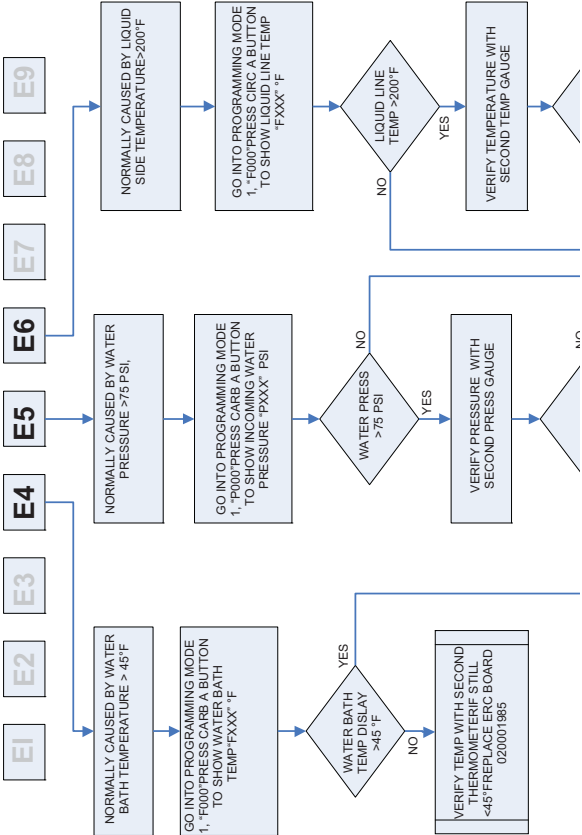 E1
E2
E3
E4
E5
E6
E7
E8
E9
NORMALLY CAUSED BY WATER
BATH TEMPERATURE > 45°F
GO INTO PROGRAMMING MODE
1, "F000"PRESS CARB A BUTTON
TO SHOW WATER BATH
TEMP"FXXX" °F
WATER BATH
TEMP DISLAY
>45 °F
YES
NO
VERIFY TEMP WITH SECOND
THERMOMETERIF STILL
<45°FREPLACE ERC BOARD
020001985
NORMALLY CAUSED BY WATER
PRESSURE >75 PSI,
GO INTO PROGRAMMING MODE
1, "P000"PRESS CARB A BUTTON
TO SHOW INCOMING WATER
PRESSURE "PXXX" PSI
WATER PRESS
>75 PSI
NO
YES
VERIFY PRESSURE WITH
SECOND PRESS GAUGE
NO
NORMALLY CAUSED BY LIQUID
SIDE TEMPERATURE>200°F
GO INTO PROGRAMMING MODE
1, "F000"PRESS CIRC A BUTTON
TO SHOW LIQUID LINE TEMP
"FXXX" °F
LIQUID LINE
TEMP >200°F
NO
YES
VERIFY TEMPERATURE WITH
SECOND TEMP GAUGE